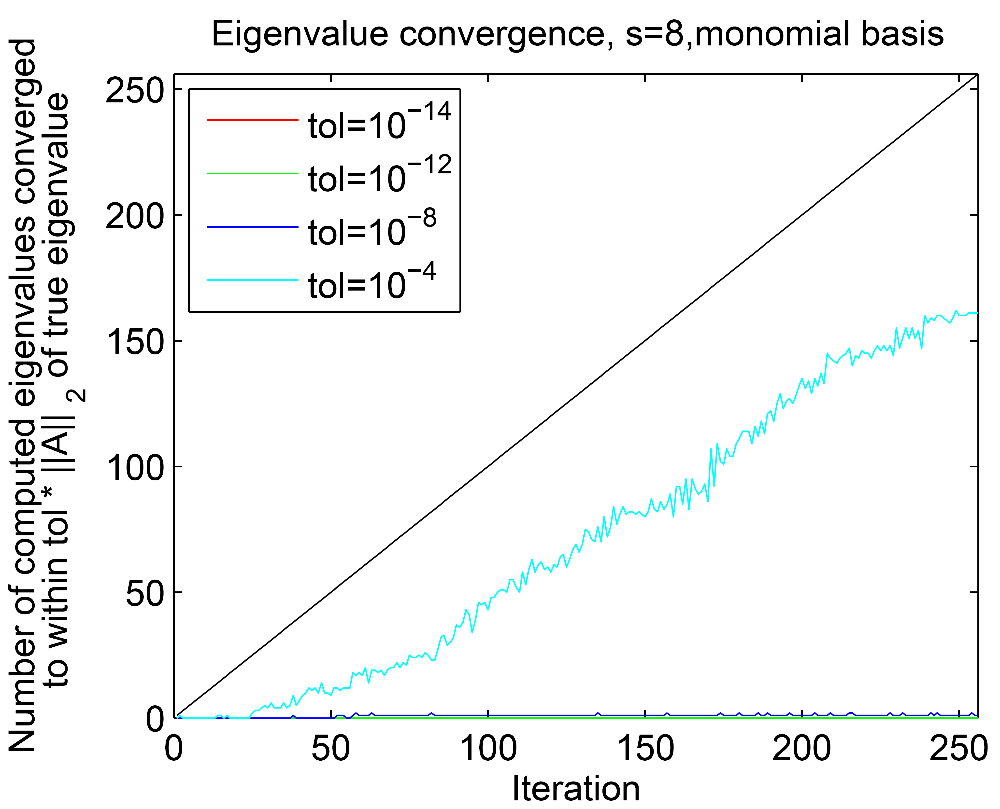 Eigenvalue convergence, s=8,monomial basis
Number of computed eigenvalues converged
to within tol * ||A||₂ of true eigenvalue
250
200
150
100
50
0
tol=10⁻¹⁴
tol=10⁻¹²
tol=10⁻⁸
tol=10⁻⁴
0 50 100 150 200 250
Iteration